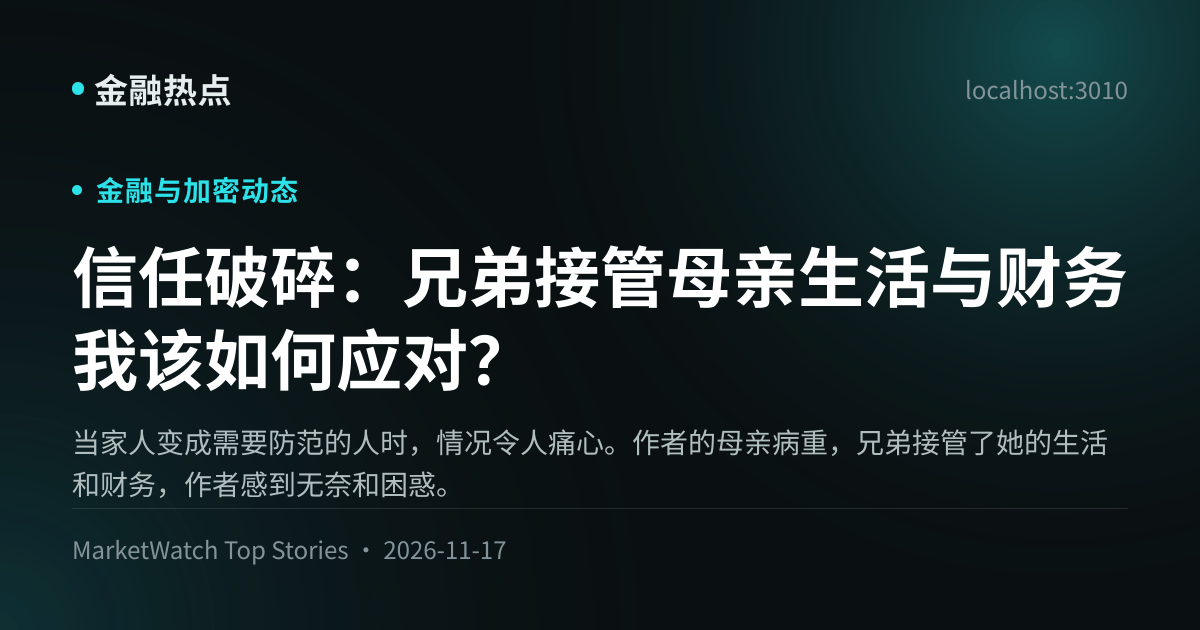 金融热点
localhost:3010
金融与加密动态
信任破碎：兄弟接管母亲生活与财务
我该如何应对？
当家人变成需要防范的人时，情况令人痛心。作者的母亲病重，兄弟接管了她的生活
和财务，作者感到无奈和困惑。
MarketWatch Top Stories · 2026-11-17